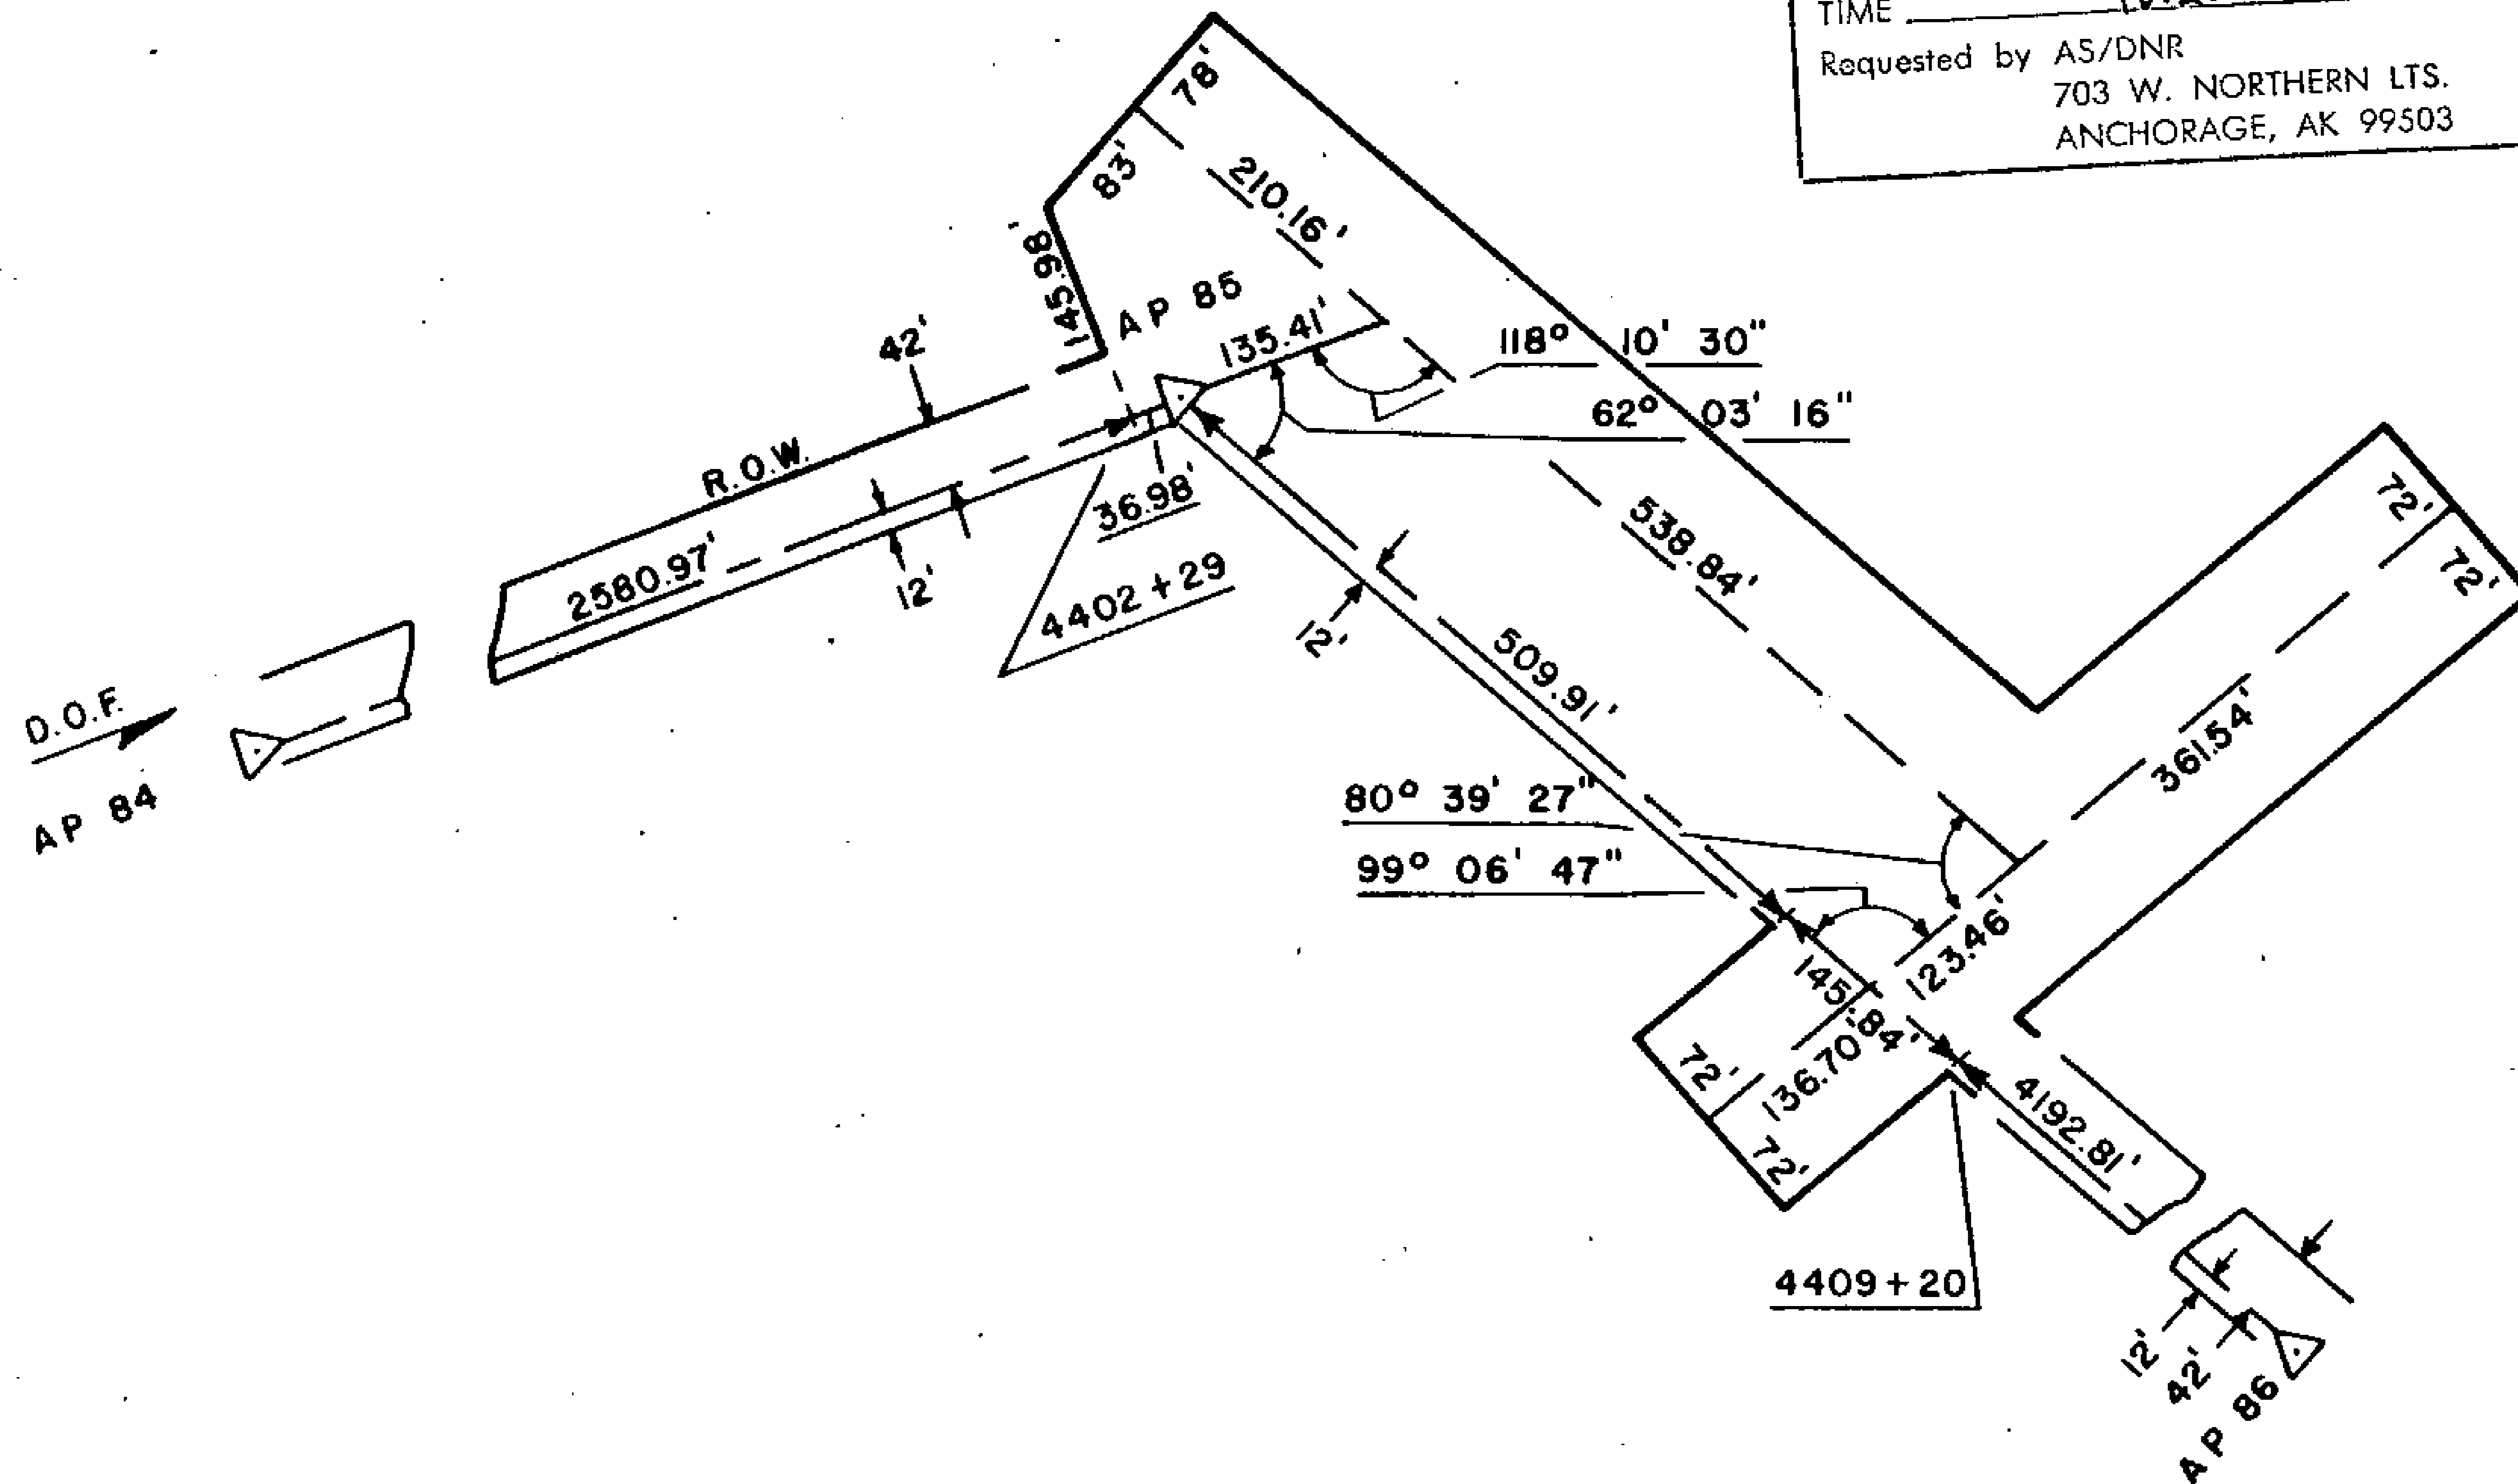 TIME
Requested by AS/DNR
703 W. NORTHERN LTS.
ANCHORAGE, AK 99503
78'
83'
210.16'
145.98'
AP 85
135.41'
118° 10' 30"
62° 03' 16"
42'
R.O.W.
2580.97'
12'
36.98'
4402+29
12'
538.84'
509.91'
72'
72'
361.54'
D.O.F.
AP 84
80° 39' 27"
99° 06' 47"
123.46'
145.84'
136.70'
72'
72'
4192.81'
4409+20
12'
42'
AP 86